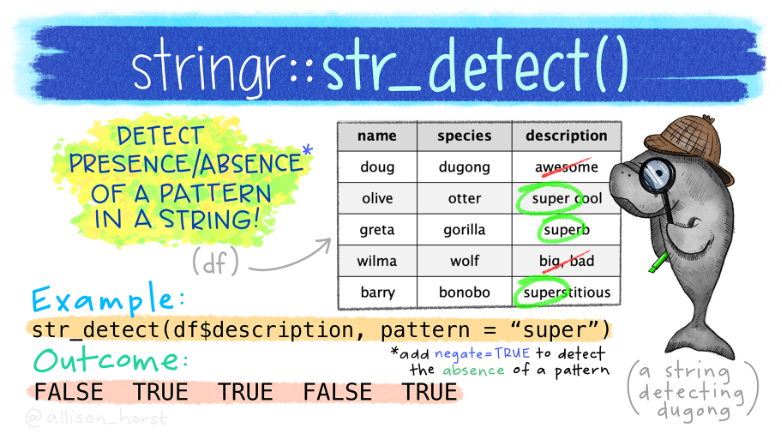 stringr::str_detect()
DETECT
PRESENCE/ABSENCE*
OF A PATTERN
IN A STRING!
(df)
name species description
doug dugong awesome
olive otter super cool
greta gorilla superb
wilma wolf big, bad
barry bonobo superstitious
Example:
str_detect(df$description, pattern = “super”)
Outcome:
FALSE TRUE TRUE FALSE TRUE
*add negate=TRUE to detect
the absence of a pattern
(a string
detecting
dugong)
@allison_horst